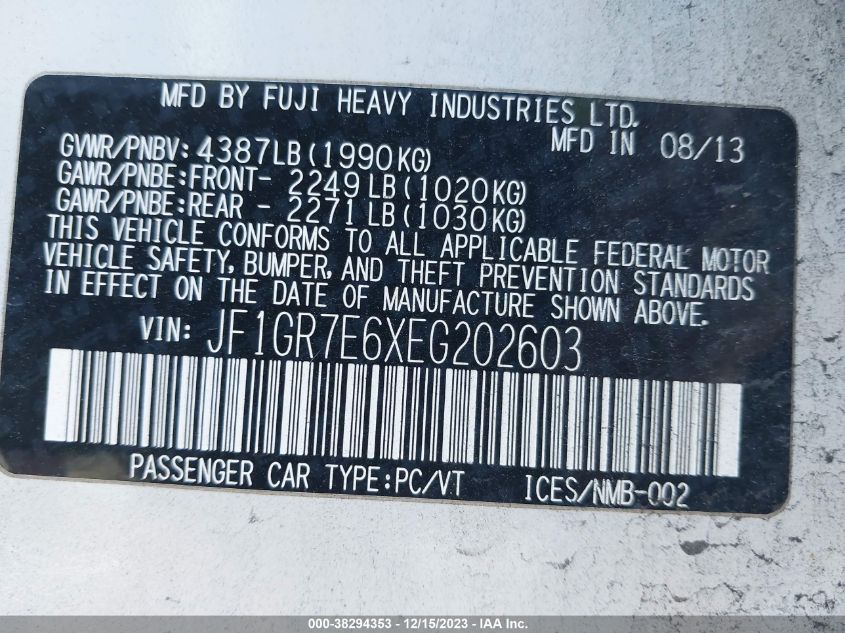 MFD BY FUJI HEAVY INDUSTRIES LTD.
MFD IN 08/13
GVWR/PNBV: 4387LB(1990KG)
GAWR/PNBE:FRONT- 2249LB(1020KG)
GAWR/PNBE:REAR - 2271LB(1030KG)
THIS VEHICLE CONFORMS TO ALL APPLICABLE FEDERAL MOTOR
VEHICLE SAFETY, BUMPER, AND THEFT PREVENTION STANDARDS
IN EFFECT ON THE DATE OF MANUFACTURE SHOWN ABOVE.
VIN: JF1GR7E6XEG202603
PASSENGER CAR TYPE:PC/VT ICES/NMB-002
000-38294353 - 12/15/2023 - IAA, Inc.